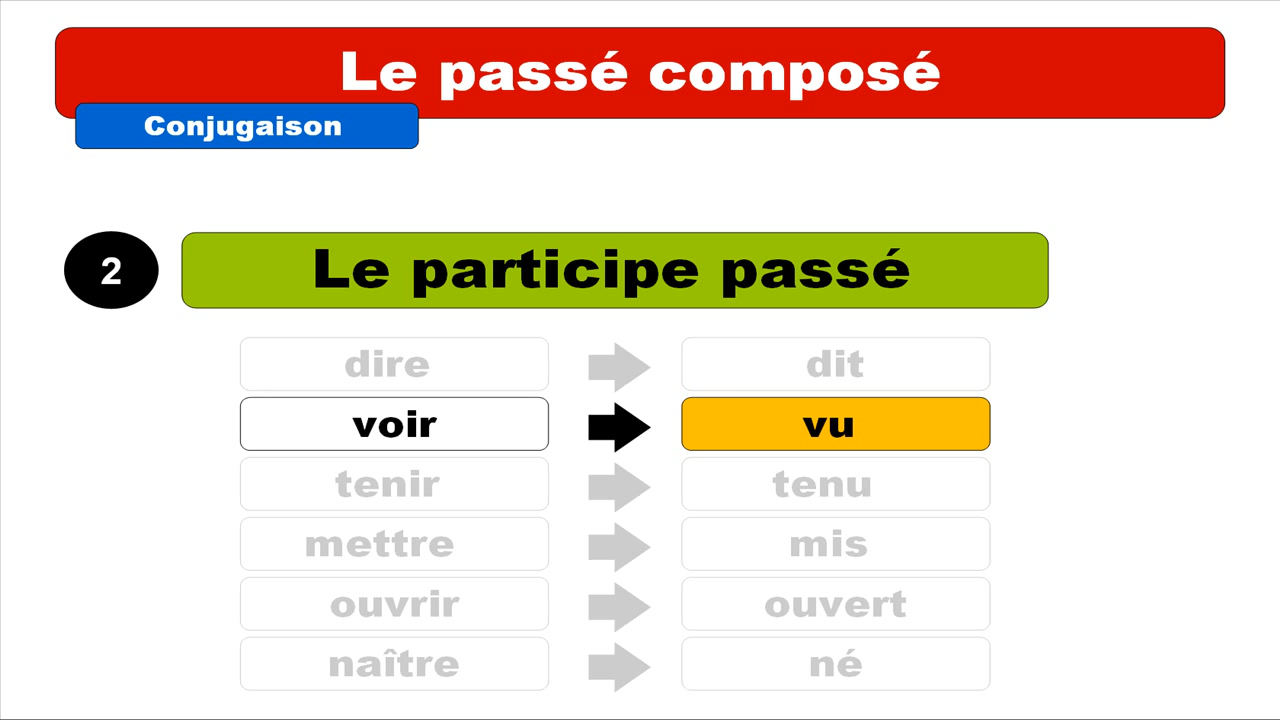 Le passé composé
Conjugaison
2 Le participe passé
dire dit
voir vu
tenir tenu
mettre mis
ouvrir ouvert
naître né